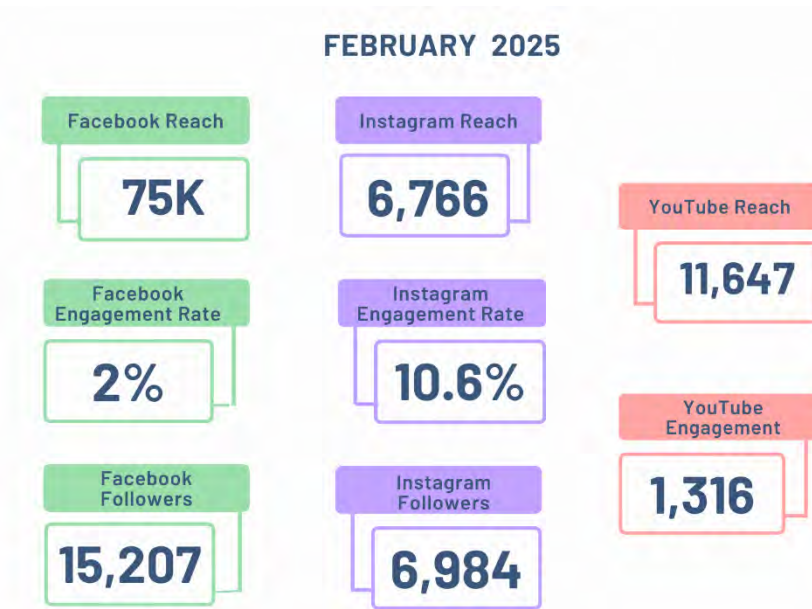 FEBRUARY 2025
Facebook Reach
75K
Facebook
Engagement Rate
2%
Facebook
Followers
15,207
Instagram Reach
6,766
Instagram
Engagement Rate
10.6%
Instagram
Followers
6,984
YouTube Reach
11,647
YouTube
Engagement
1,316